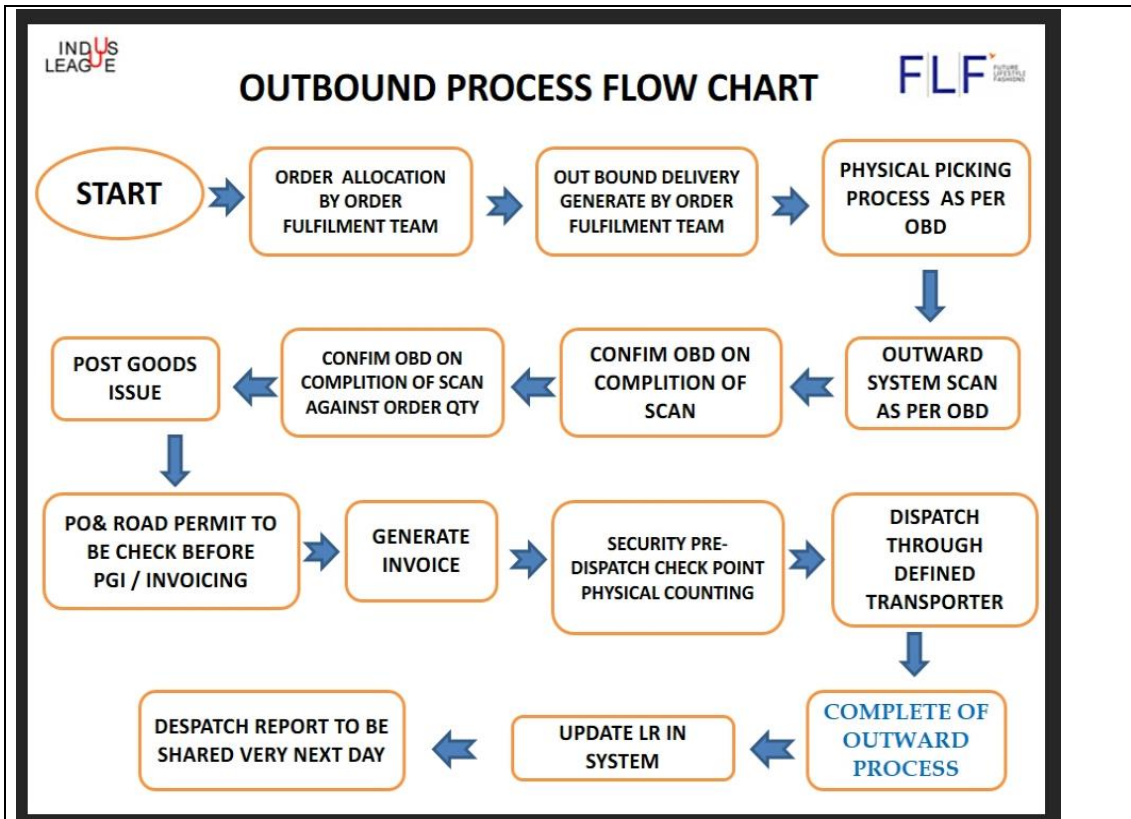 INDUS
LEAGUE
OUTBOUND PROCESS FLOW CHART
FLF
FUTURE
LIFESTYLE
FASHIONS
START
ORDER ALLOCATION
BY ORDER
FULFILMENT TEAM
OUT BOUND DELIVERY
GENERATE BY ORDER
FULFILMENT TEAM
PHYSICAL PICKING
PROCESS AS PER
OBD
OUTWARD
SYSTEM SCAN
AS PER OBD
CONFIM OBD ON
COMPLITION OF
SCAN
CONFIM OBD ON
COMPLITION OF SCAN
AGAINST ORDER QTY
POST GOODS
ISSUE
PO& ROAD PERMIT TO
BE CHECK BEFORE
PGI / INVOICING
GENERATE
INVOICE
SECURITY PRE-
DISPATCH CHECK POINT
PHYSICAL COUNTING
DISPATCH
THROUGH
DEFINED
TRANSPORTER
COMPLETE OF
OUTWARD
PROCESS
UPDATE LR IN
SYSTEM
DESPATCH REPORT TO BE
SHARED VERY NEXT DAY